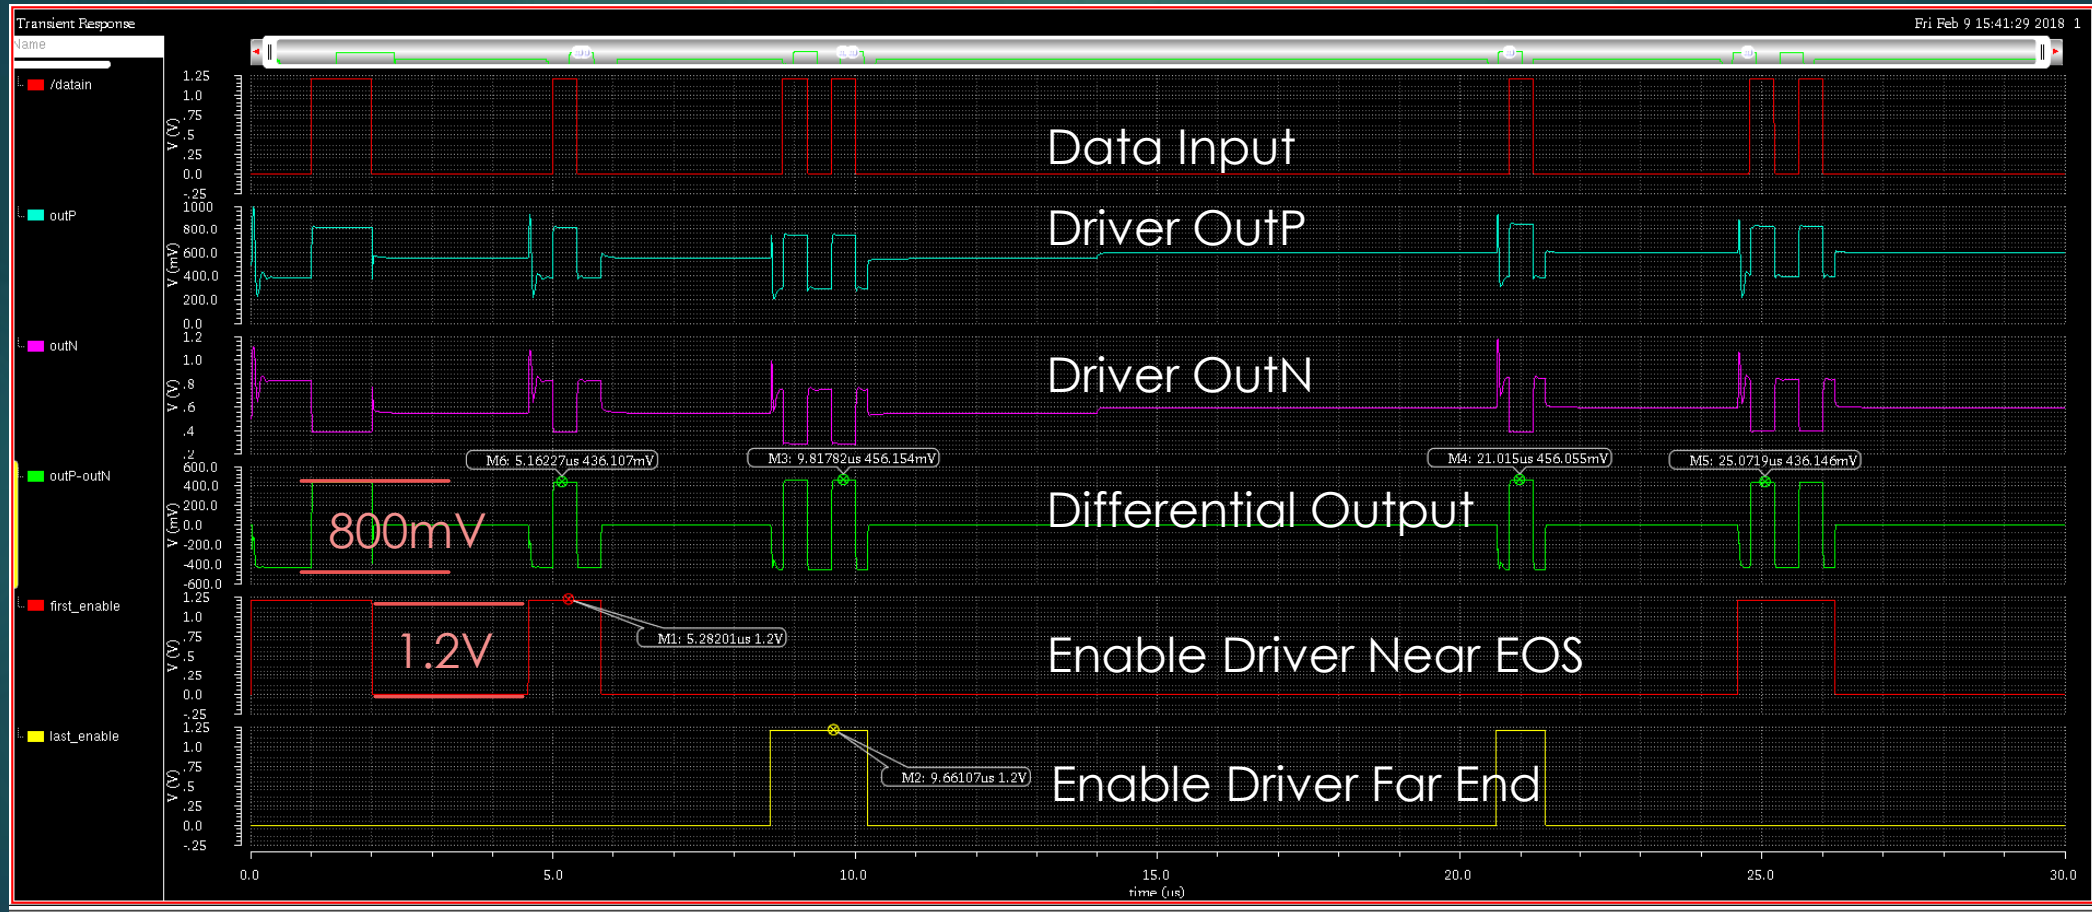 Transient Response
Fri Feb 9 15:41:29 2018 1
Name
/datain
1.25
1.0
.75
.5
.25
0.0
-.25
V (V)
Data Input
outP
1000
800.0
600.0
400.0
200.0
0.0
V (mV)
Driver OutP
outN
1.2
1.0
.8
.6
.4
.2
V (V)
Driver OutN
M6: 5.16227us 436.107mV
M3: 9.81782us 456.154mV
M4: 21.015us 456.055mV
M5: 25.0719us 436.146mV
outP-outN
600.0
400.0
200.0
0.0
-200.0
-400.0
-600.0
V (mV)
800mV
Differential Output
first_enable
1.25
1.0
.75
.5
.25
0.0
-.25
V (V)
1.2V
M1: 5.28201us 1.2V
Enable Driver Near EOS
last_enable
1.25
1.0
.75
.5
.25
0.0
-.25
V (V)
M2: 9.66107us 1.2V
Enable Driver Far End
0.0 5.0 10.0 15.0 20.0 25.0 30.0
time (us)